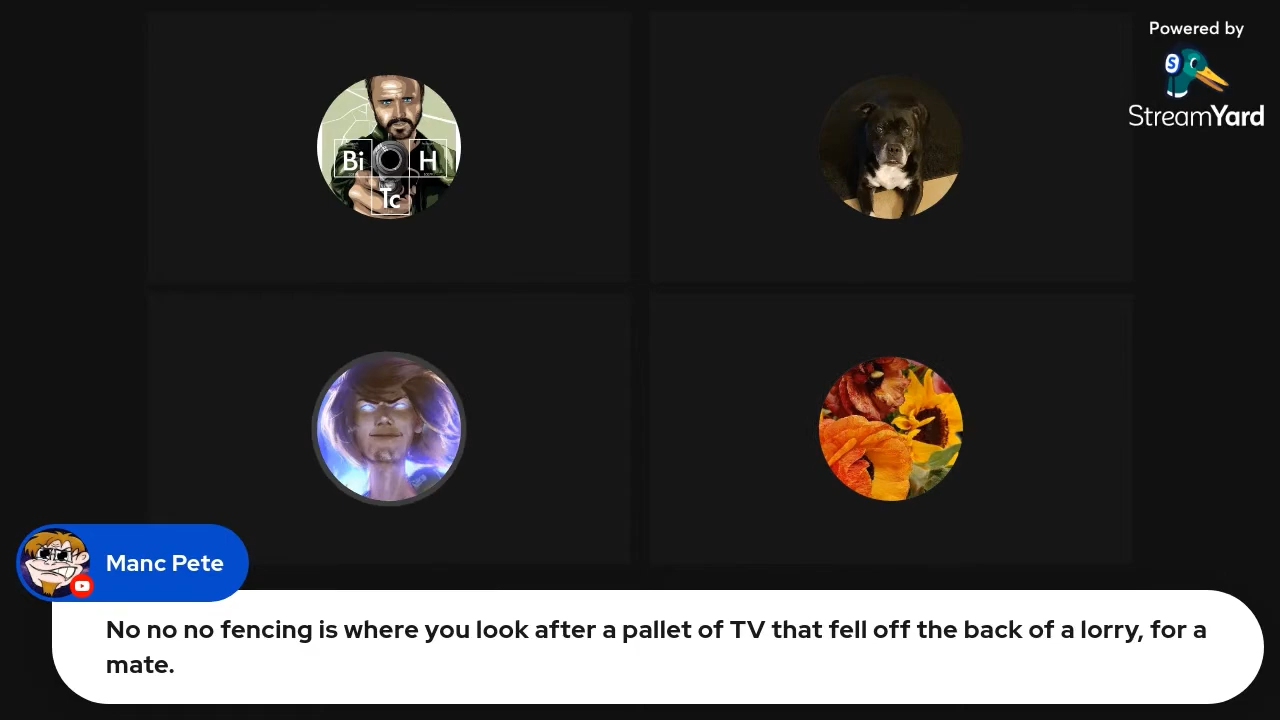 Powered by
S
StreamYard
Bi H
Tc
Manc Pete
No no no fencing is where you look after a pallet of TV that fell off the back of a lorry, for a
mate.